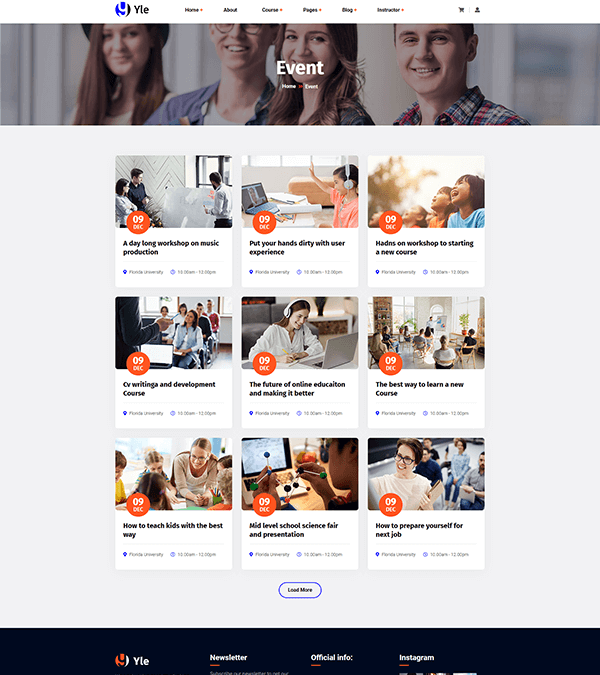 Yle
Home + About Course + Pages + Blog + Instructor +
Event
Home Event
09
DEC
09
DEC
09
DEC
A day long workshop on music
production
Put your hands dirty with user
experience
Hadns on workshop to starting
a new course
Florida University 10.00am - 12.00pm
Florida University 10.00am - 12.00pm
Florida University 10.00am - 12.00pm
09
DEC
09
DEC
09
DEC
Cv writinga and development
Course
The future of online educaiton
and making it better
The best way to learn a new
Course
Florida University 10.00am - 12.00pm
Florida University 10.00am - 12.00pm
Florida University 10.00am - 12.00pm
09
DEC
09
DEC
09
DEC
How to teach kids with the best
way
Mid level school science fair
and presentation
How to prepare yourself for
next job
Florida University 10.00am - 12.00pm
Florida University 10.00am - 12.00pm
Florida University 10.00am - 12.00pm
Load More
Yle
Newsletter
Official info:
Instagram
Subscribe our newsletter to get our